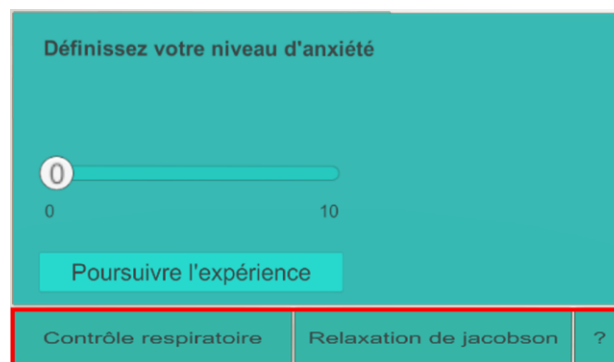 Définissez votre niveau d'anxiété
0
0 10
Poursuivre l'expérience
Contrôle respiratoire Relaxation de jacobson ?